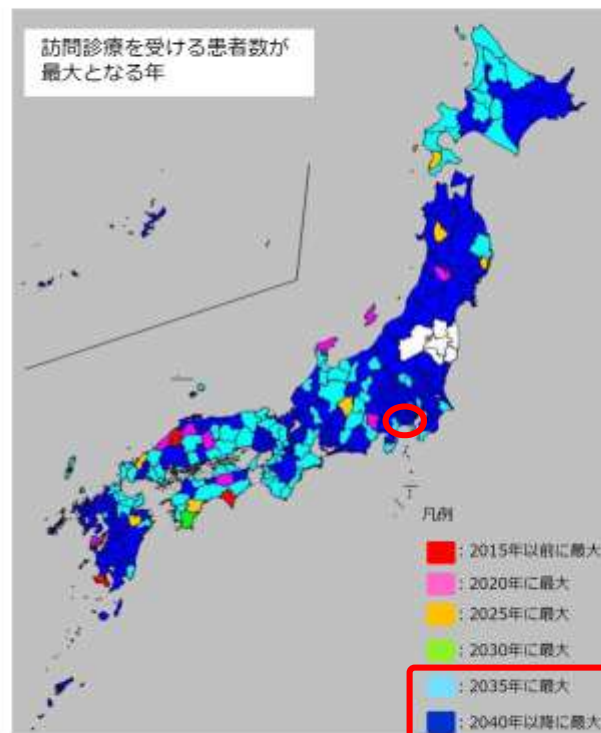 訪問診療を受ける患者数が
最大となる年
凡例
：2015年以前に最大
：2020年に最大
：2025年に最大
：2030年に最大
：2035年に最大
：2040年以降に最大